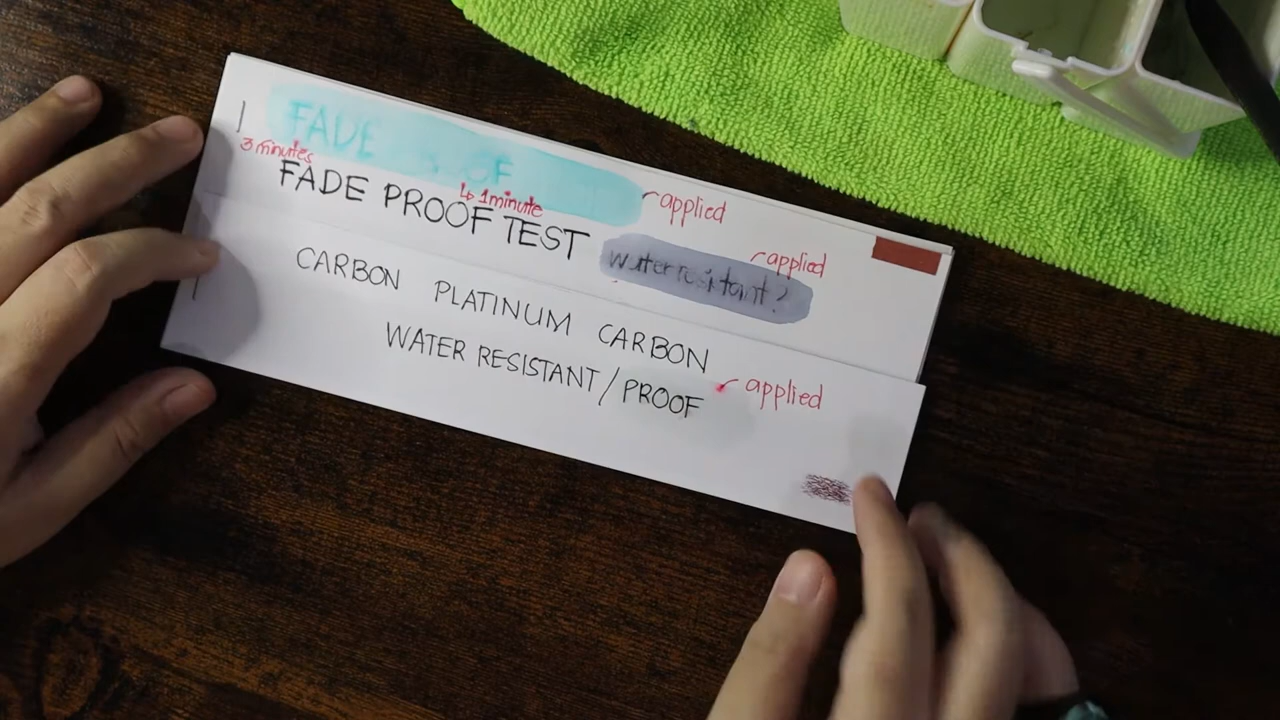 FADE OF
3 minutes
FADE PROOF TEST
↳ 1 minute
applied
water resistant?
applied
CARBON PLATINUM CARBON
WATER RESISTANT/PROOF
applied